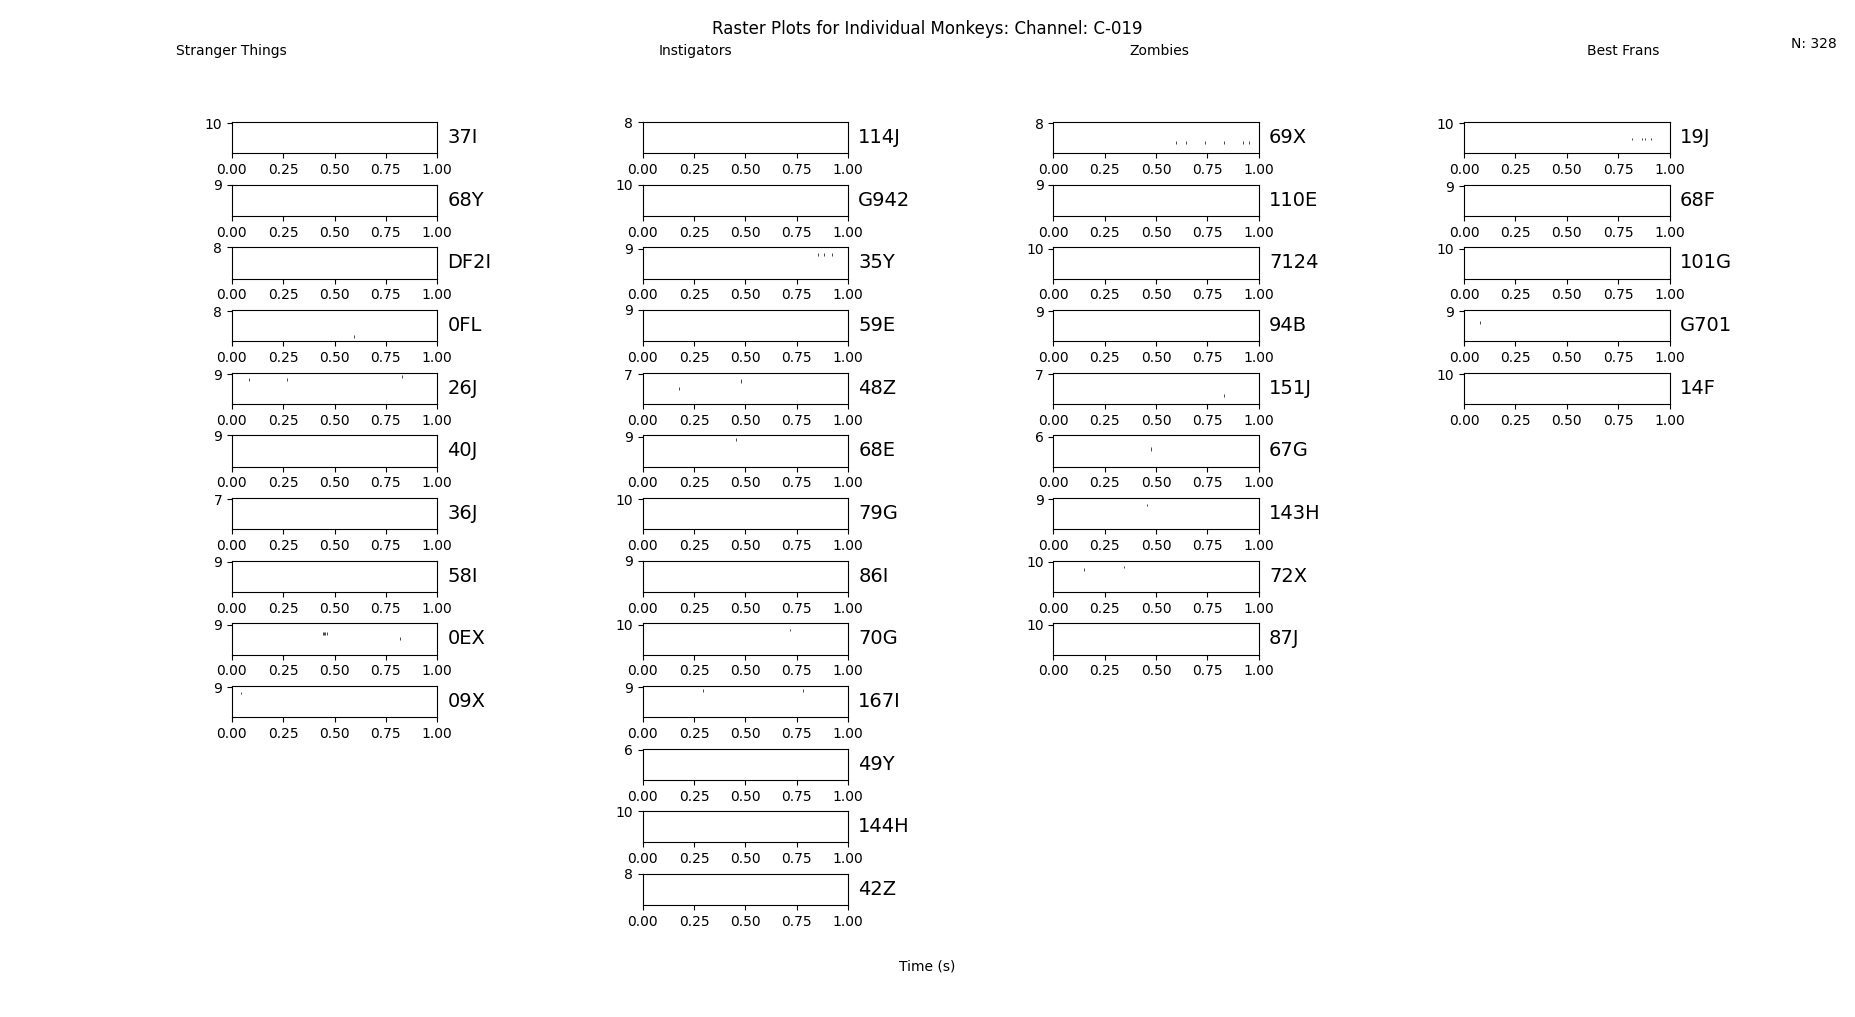 Raster Plots for Individual Monkeys: Channel: C-019
Stranger Things Instigators Zombies Best Frans N: 328
10 37I 8 114J 8 69X 10 19J
0.00 0.25 0.50 0.75 1.00 0.00 0.25 0.50 0.75 1.00 0.00 0.25 0.50 0.75 1.00 0.00 0.25 0.50 0.75 1.00
9 68Y 10 G942 9 110E 9 68F
0.00 0.25 0.50 0.75 1.00 0.00 0.25 0.50 0.75 1.00 0.00 0.25 0.50 0.75 1.00 0.00 0.25 0.50 0.75 1.00
8 DF2I 9 35Y 10 7124 10 101G
0.00 0.25 0.50 0.75 1.00 0.00 0.25 0.50 0.75 1.00 0.00 0.25 0.50 0.75 1.00 0.00 0.25 0.50 0.75 1.00
8 0FL 9 59E 9 94B 9 G701
0.00 0.25 0.50 0.75 1.00 0.00 0.25 0.50 0.75 1.00 0.00 0.25 0.50 0.75 1.00 0.00 0.25 0.50 0.75 1.00
9 26J 7 48Z 7 151J 10 14F
0.00 0.25 0.50 0.75 1.00 0.00 0.25 0.50 0.75 1.00 0.00 0.25 0.50 0.75 1.00 0.00 0.25 0.50 0.75 1.00
9 40J 9 68E 6 67G
0.00 0.25 0.50 0.75 1.00 0.00 0.25 0.50 0.75 1.00 0.00 0.25 0.50 0.75 1.00
7 36J 10 79G 9 143H
0.00 0.25 0.50 0.75 1.00 0.00 0.25 0.50 0.75 1.00 0.00 0.25 0.50 0.75 1.00
9 58I 9 86I 10 72X
0.00 0.25 0.50 0.75 1.00 0.00 0.25 0.50 0.75 1.00 0.00 0.25 0.50 0.75 1.00
9 0EX 10 70G 10 87J
0.00 0.25 0.50 0.75 1.00 0.00 0.25 0.50 0.75 1.00 0.00 0.25 0.50 0.75 1.00
9 09X 9 167I
0.00 0.25 0.50 0.75 1.00 0.00 0.25 0.50 0.75 1.00
6 49Y
0.00 0.25 0.50 0.75 1.00
10 144H
0.00 0.25 0.50 0.75 1.00
8 42Z
0.00 0.25 0.50 0.75 1.00
Time (s)